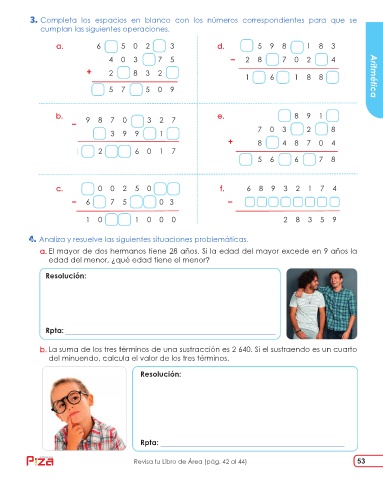 3. Completa los espacios en blanco con los números correspondientes para que se
cumplan las siguientes operaciones.
a. 6 □ 5 0 2 □ 3
4 0 3 □ 7 5
+ 2 □ 8 3 2 □
□ 5 7 □ 5 0 9
d. □ 5 9 8 □ 1 8 3
– 2 8 □ 7 0 2 □ 4
1 □ 6 □ 1 8 8 □
Aritmética
b. 9 8 7 0 □ 3 2 7
– □ 3 9 9 □ 1 □
□ 2 □ □ 6 0 1 7
e. □ 8 9 1 □
7 0 3 □ 2 □ 8
+ 8 □ 4 8 7 0 4
□ 5 6 □ 6 □ 7 8
c. □ 0 0 2 5 0 □ □
– 6 □ 7 5 □ □ 0 3
1 0 □ □ 1 0 0 0
f. 6 8 9 3 2 1 7 4
– □ □ □ □ □ □ □ □
2 8 3 5 9
4. Analiza y resuelve las siguientes situaciones problemáticas.
a. El mayor de dos hermanos tiene 28 años. Si la edad del mayor excede en 9 años la
edad del menor, ¿qué edad tiene el menor?
Resolución:
Rpta:
b. La suma de los tres términos de una sustracción es 2 640. Si el sustraendo es un cuarto
del minuendo, calcula el valor de los tres términos.
Resolución:
Rpta:
Piza
Revisa tu Libro de Área (pág. 42 al 44)
53